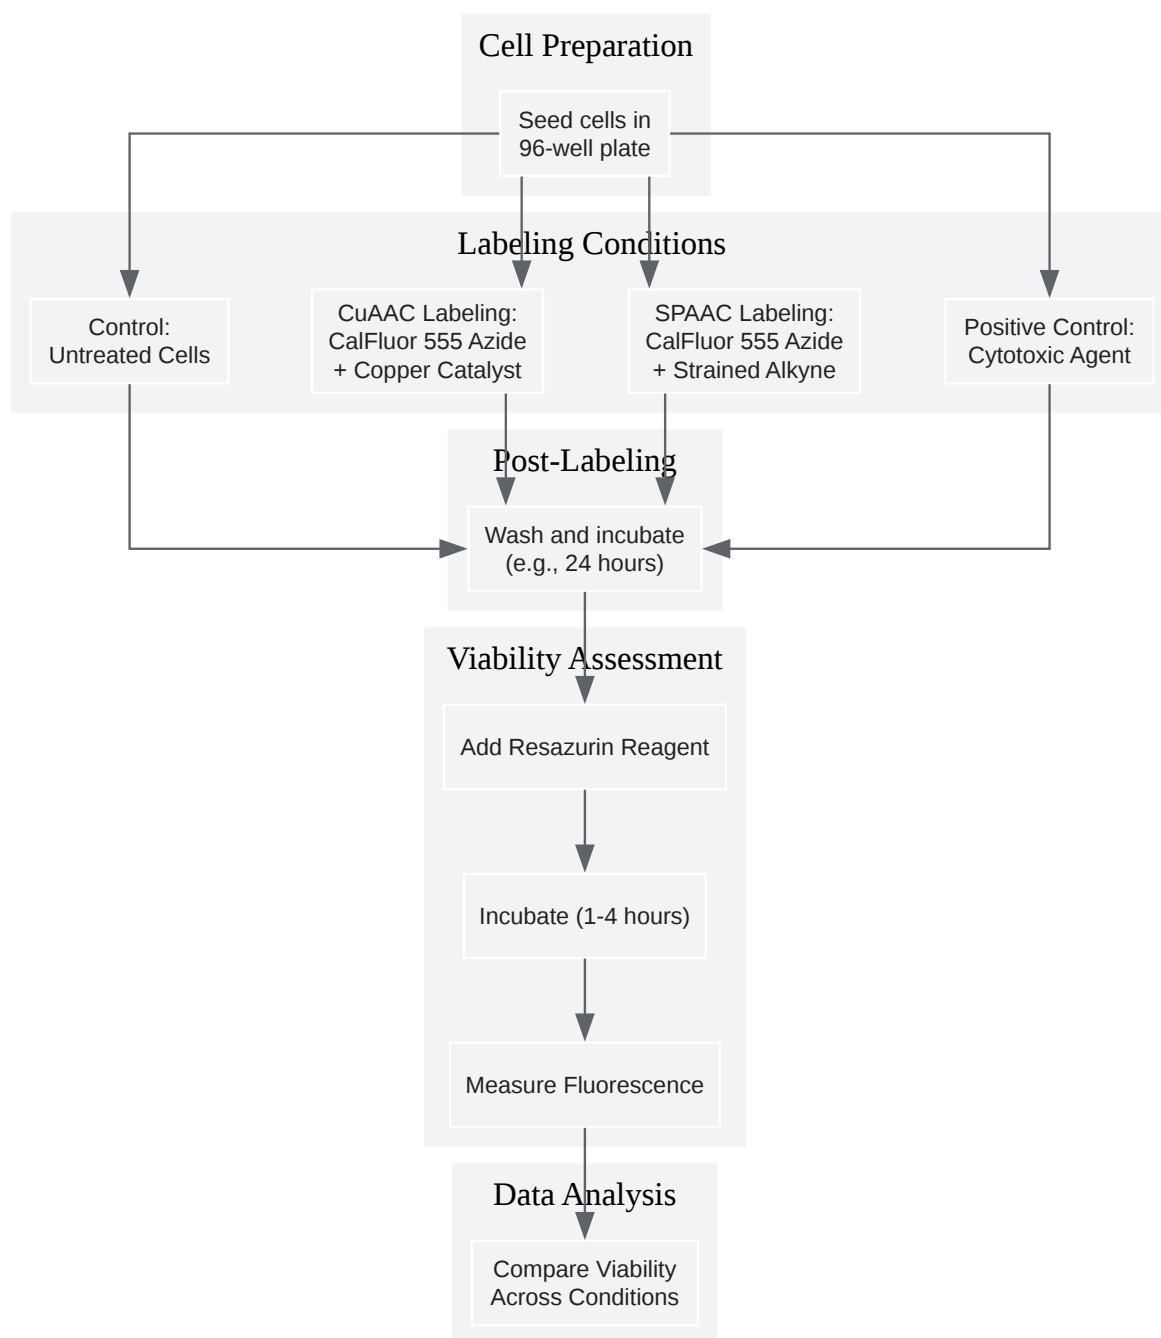 Cell Preparation
Seed cells in
96-well plate
Labeling Conditions
Control:
Untreated Cells
CuAAC Labeling:
CalFluor 555 Azide
+ Copper Catalyst
SPAAC Labeling:
CalFluor 555 Azide
+ Strained Alkyne
Positive Control:
Cytotoxic Agent
Post-Labeling
Wash and incubate
(e.g., 24 hours)
Viability Assessment
Add Resazurin Reagent
Incubate (1-4 hours)
Measure Fluorescence
Data Analysis
Compare Viability
Across Conditions